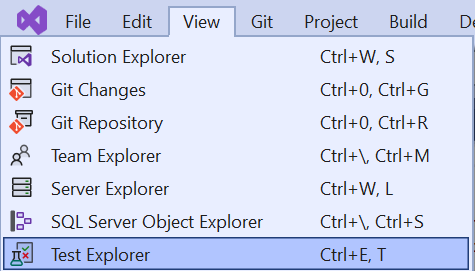 File Edit View Git Project Build De
Solution Explorer Ctrl+W, S
Git Changes Ctrl+0, Ctrl+G
Git Repository Ctrl+0, Ctrl+R
Team Explorer Ctrl+\, Ctrl+M
Server Explorer Ctrl+W, L
SQL Server Object Explorer Ctrl+\, Ctrl+S
Test Explorer Ctrl+E, T